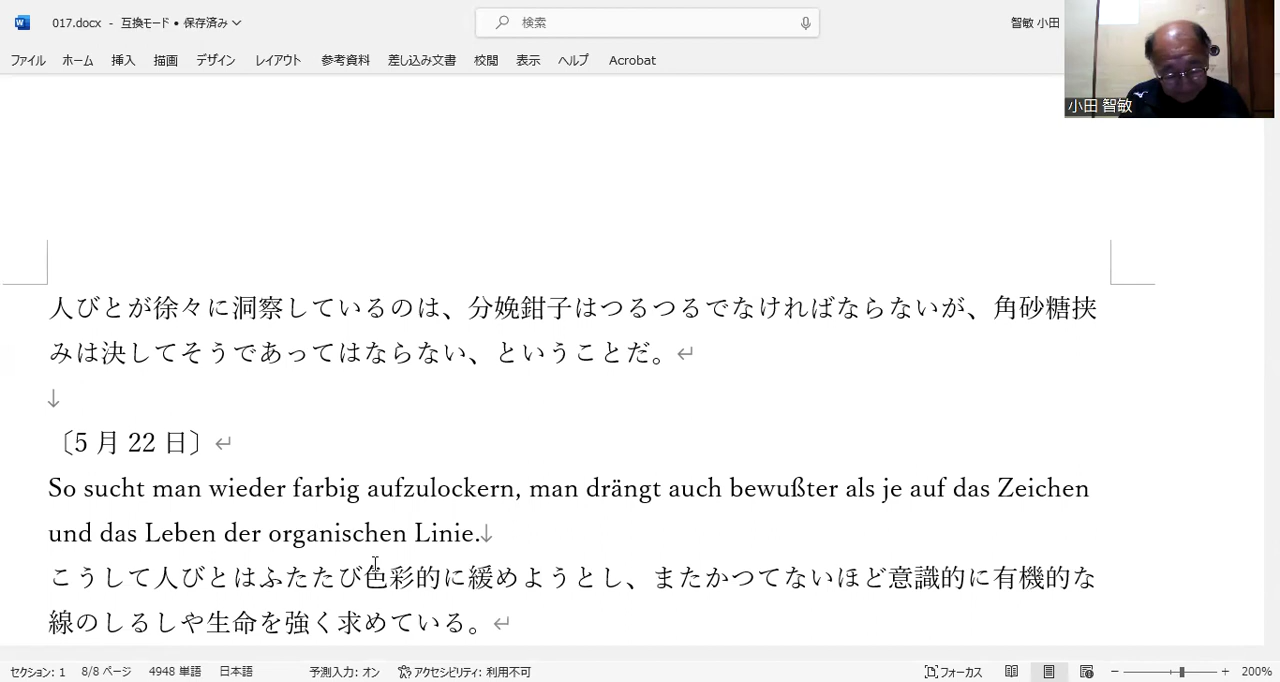 017.docx - 互換モード • 保存済み
検索
智敏 小田
ファイル ホーム 挿入 描画 デザイン レイアウト 参考資料 差し込み文書 校閲 表示 ヘルプ Acrobat
小田 智敏
人びとが徐々に洞察しているのは、分娩鉗子はつるつるでなければならないが、角砂糖挟
みは決してそうであってはならない、ということだ。↵
↓
〔5 月 22 日〕↵
So sucht man wieder farbig aufzulockern, man drängt auch bewußter als je auf das Zeichen
und das Leben der organischen Linie.↓
こうして人びとはふたたび色彩的に緩めようとし、またかつてないほど意識的に有機的な
線のしるしや生命を強く求めている。↵
セクション: 1 8/8 ページ 4948 単語 日本語 予測入力: オン アクセシビリティ: 利用不可 フォーカス - + 200%